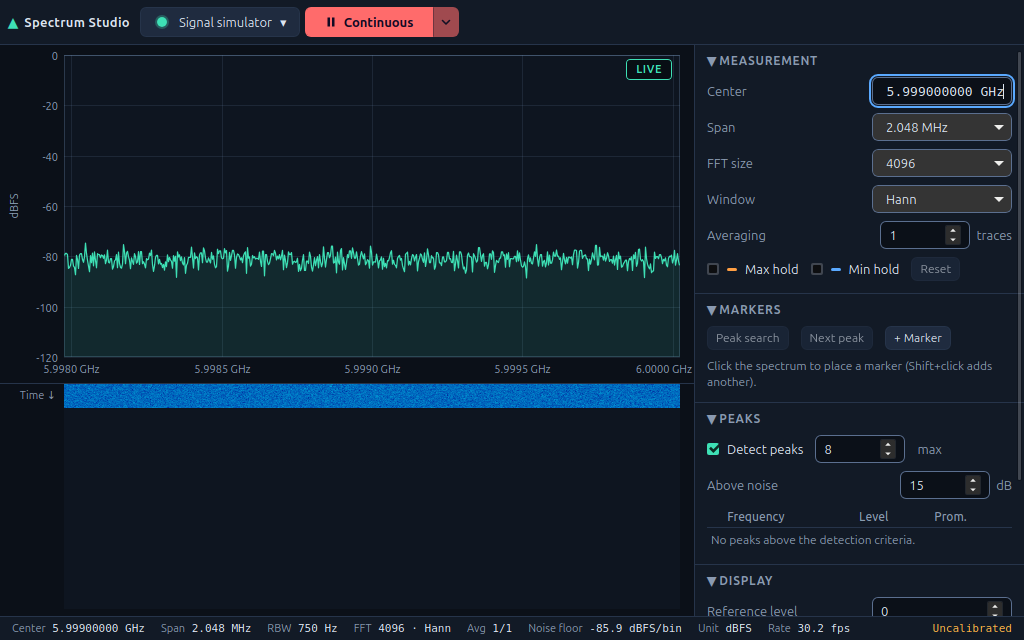 Spectrum Studio
Signal simulator
Continuous
LIVE
0
-20
-40
-60
-80
-100
-120
dBFS
5.9980 GHz 5.9985 GHz 5.9990 GHz 5.9995 GHz 6.0000 GHz
Time ↓
MEASUREMENT
Center 5.999000000 GHz
Span 2.048 MHz
FFT size 4096
Window Hann
Averaging 1 traces
Max hold Min hold Reset
MARKERS
Peak search Next peak + Marker
Click the spectrum to place a marker (Shift+click adds
another).
PEAKS
Detect peaks 8 max
Above noise 15 dB
Frequency Level Prom.
No peaks above the detection criteria.
DISPLAY
Reference level 0
Center 5.99900000 GHz Span 2.048 MHz RBW 750 Hz FFT 4096 · Hann Avg 1/1 Noise floor -85.9 dBFS/bin Unit dBFS Rate 30.2 fps Uncalibrated